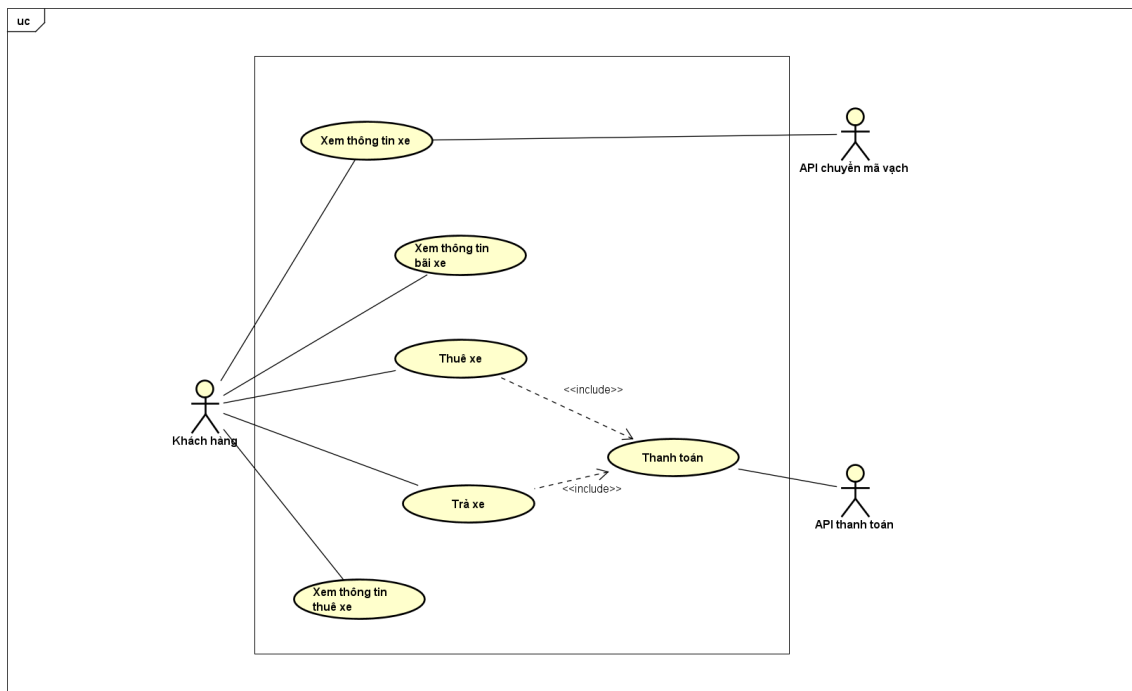 uc
Xem thông tin xe
API chuyển mã vạch
Xem thông tin
bãi xe
Thuê xe
<<include>>
Khách hàng
Thanh toán
<<include>>
Trả xe
API thanh toán
Xem thông tin
thuê xe